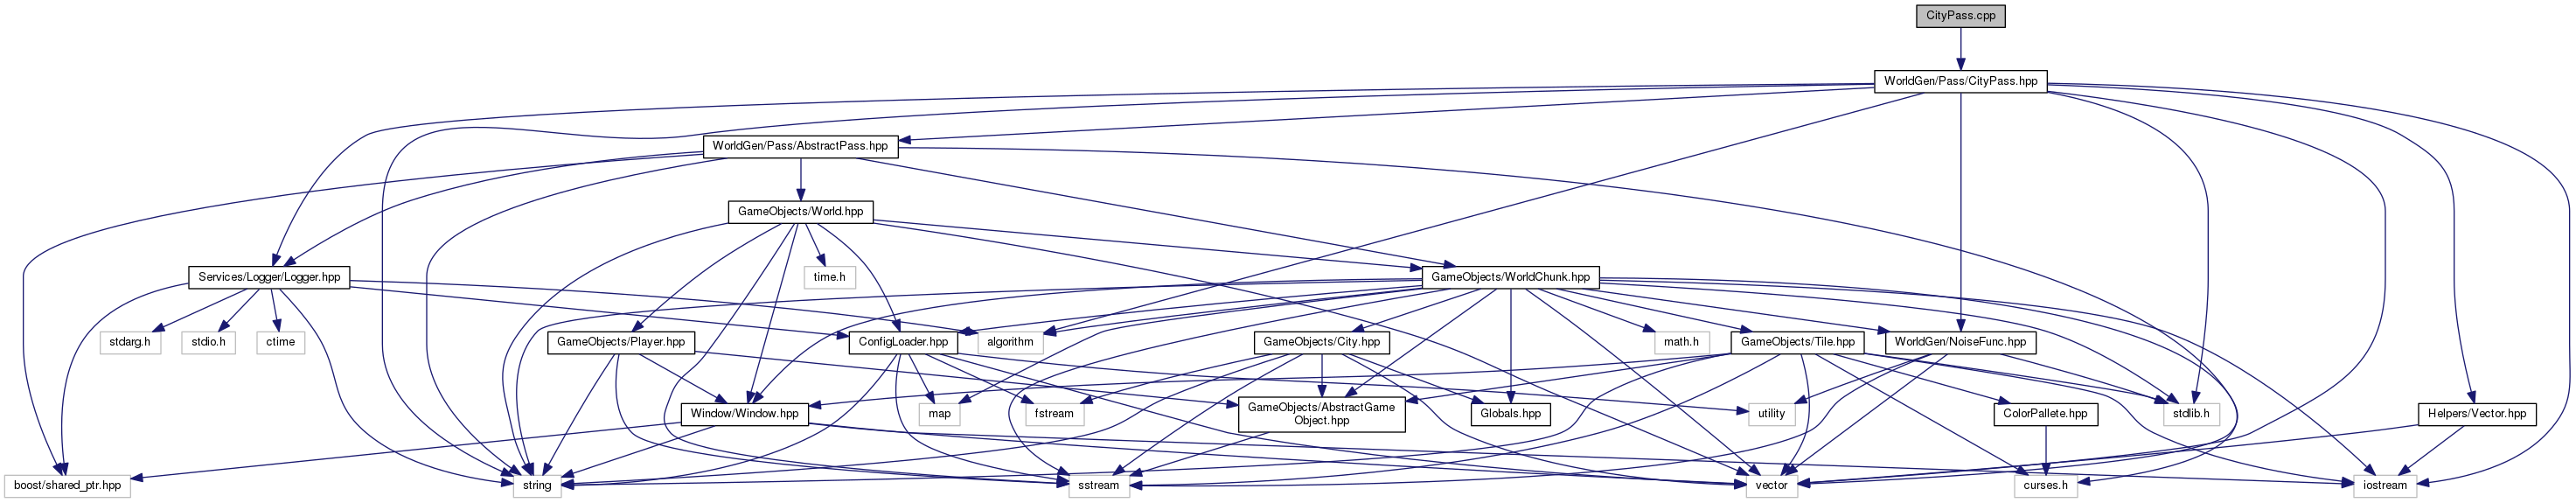 CityPass.cpp
WorldGen/Pass/CityPass.hpp
WorldGen/Pass/AbstractPass.hpp
GameObjects/World.hpp
Services/Logger/Logger.hpp
time.h
GameObjects/WorldChunk.hpp
stdarg.h
stdio.h
ctime
GameObjects/Player.hpp
ConfigLoader.hpp
algorithm
GameObjects/City.hpp
math.h
GameObjects/Tile.hpp
WorldGen/NoiseFunc.hpp
Window/Window.hpp
map
fstream
GameObjects/AbstractGame
Object.hpp
Globals.hpp
utility
ColorPallete.hpp
stdlib.h
Helpers/Vector.hpp
boost/shared_ptr.hpp
string
sstream
vector
curses.h
iostream